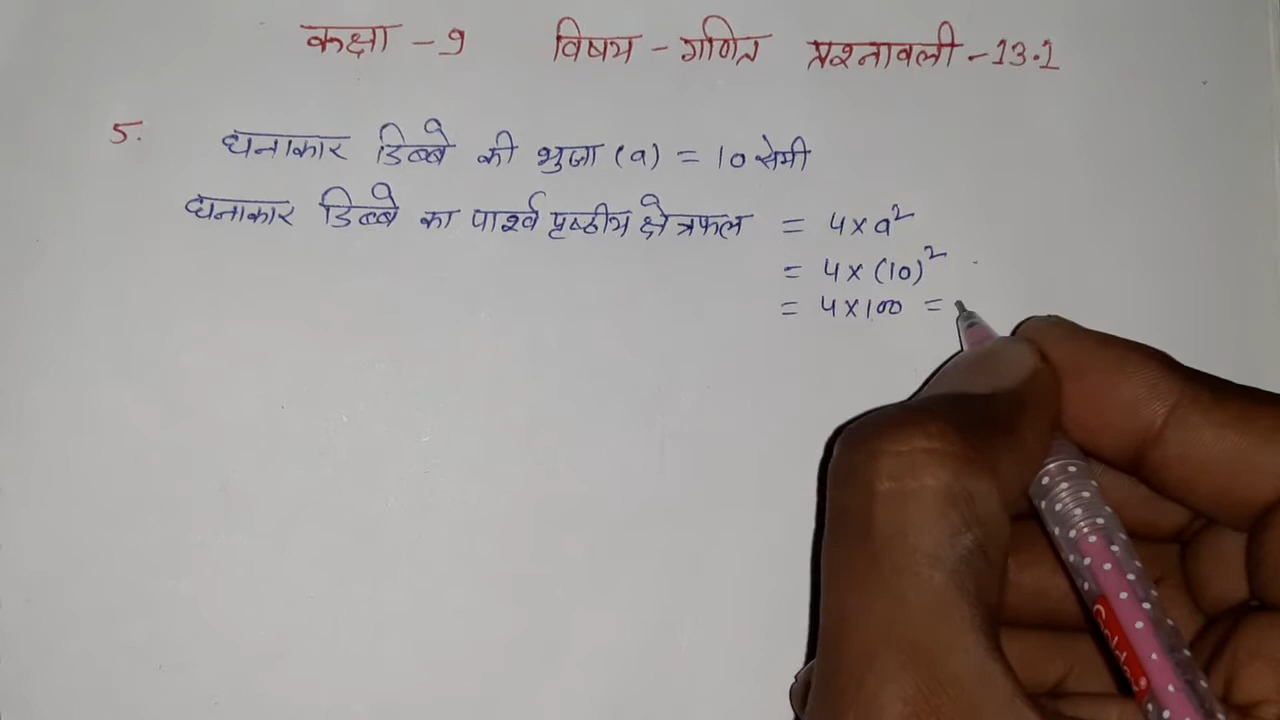 कक्षा - 9 विषय - गणित प्रश्नावली - 13.1
5. घनाकार डिब्बे की भुजा (a) = 10 सेमी
घनाकार डिब्बे का पार्श्व पृष्ठीय क्षेत्रफल = 4 × a²
= 4 × (10)²
= 4 × 100 =